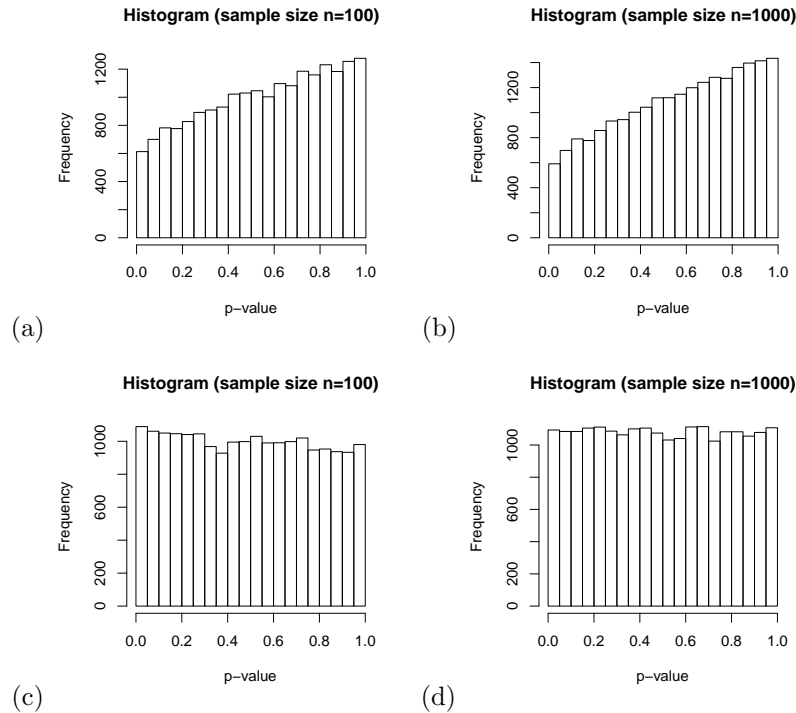 Histogram (sample size n=100)
Frequency
0 400 800 1200
0.0 0.2 0.4 0.6 0.8 1.0
p−value
(a)
Histogram (sample size n=1000)
Frequency
0 400 800 1200
0.0 0.2 0.4 0.6 0.8 1.0
p−value
(b)
Histogram (sample size n=100)
Frequency
0 200 600 1000
0.0 0.2 0.4 0.6 0.8 1.0
p−value
(c)
Histogram (sample size n=1000)
Frequency
0 200 600 1000
0.0 0.2 0.4 0.6 0.8 1.0
p−value
(d)